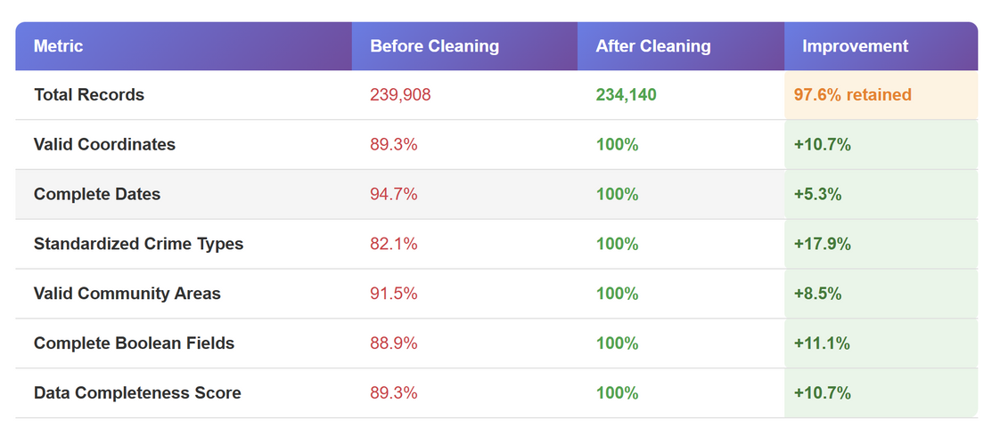 Metric Before Cleaning After Cleaning Improvement
Total Records 239,908 234,140 97.6% retained
Valid Coordinates 89.3% 100% +10.7%
Complete Dates 94.7% 100% +5.3%
Standardized Crime Types 82.1% 100% +17.9%
Valid Community Areas 91.5% 100% +8.5%
Complete Boolean Fields 88.9% 100% +11.1%
Data Completeness Score 89.3% 100% +10.7%